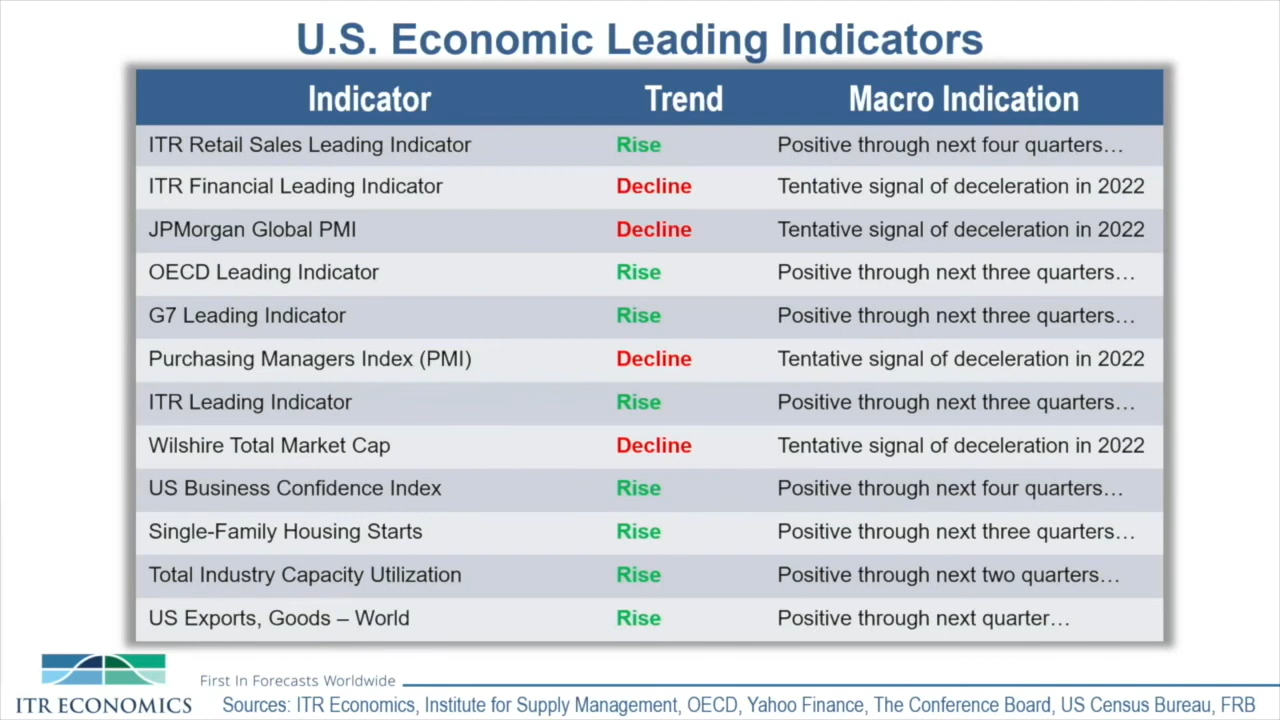 U.S. Economic Leading Indicators
Indicator Trend Macro Indication
ITR Retail Sales Leading Indicator Rise Positive through next four quarters…
ITR Financial Leading Indicator Decline Tentative signal of deceleration in 2022
JPMorgan Global PMI Decline Tentative signal of deceleration in 2022
OECD Leading Indicator Rise Positive through next three quarters…
G7 Leading Indicator Rise Positive through next three quarters…
Purchasing Managers Index (PMI) Decline Tentative signal of deceleration in 2022
ITR Leading Indicator Rise Positive through next three quarters…
Wilshire Total Market Cap Decline Tentative signal of deceleration in 2022
US Business Confidence Index Rise Positive through next four quarters…
Single-Family Housing Starts Rise Positive through next three quarters…
Total Industry Capacity Utilization Rise Positive through next two quarters…
US Exports, Goods – World Rise Positive through next quarter…
First In Forecasts Worldwide
ITR ECONOMICS
Sources: ITR Economics, Institute for Supply Management, OECD, Yahoo Finance, The Conference Board, US Census Bureau, FRB